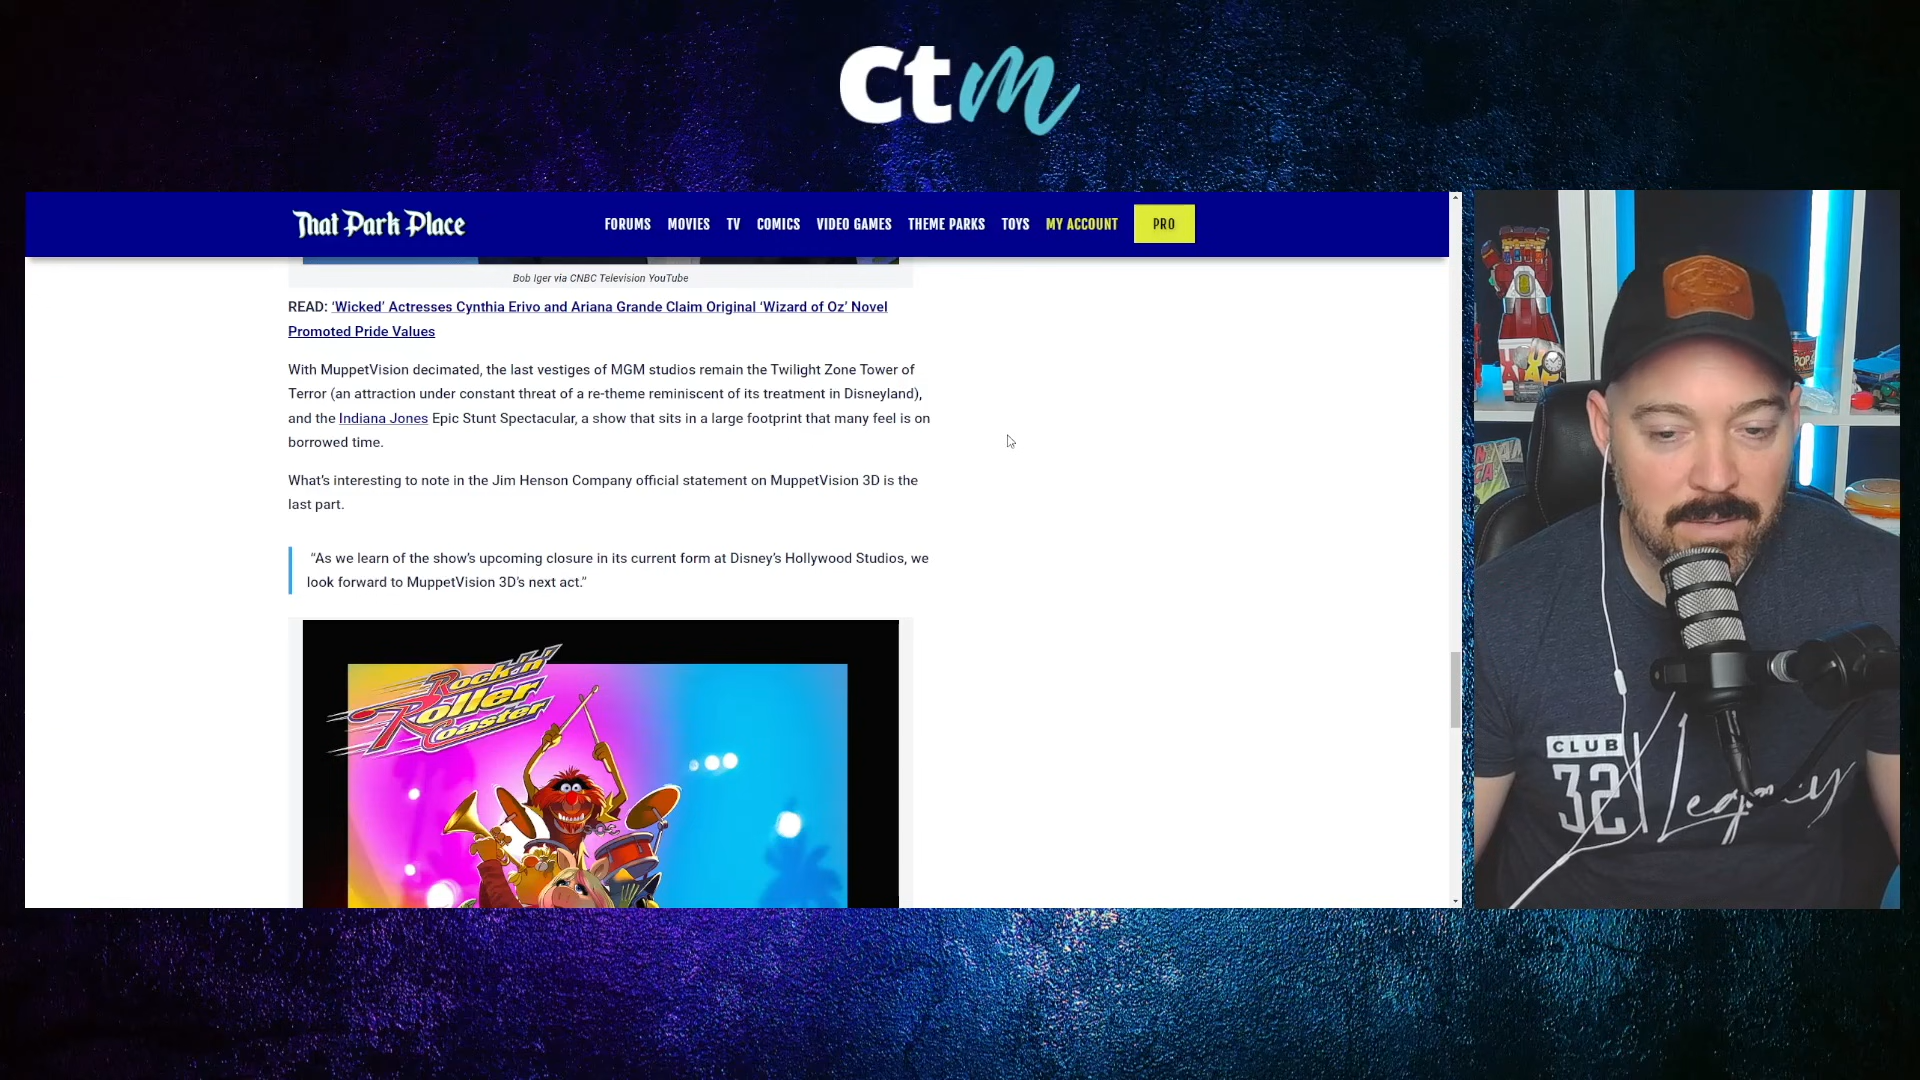 Ctm
That Park Place
FORUMS MOVIES TV COMICS VIDEO GAMES THEME PARKS TOYS MY ACCOUNT PRO
Bob Iger via CNBC Television YouTube
READ: ‘Wicked’ Actresses Cynthia Erivo and Ariana Grande Claim Original ‘Wizard of Oz’ Novel
Promoted Pride Values
With MuppetVision decimated, the last vestiges of MGM studios remain the Twilight Zone Tower of
Terror (an attraction under constant threat of a re-theme reminiscent of its treatment in Disneyland),
and the Indiana Jones Epic Stunt Spectacular, a show that sits in a large footprint that many feel is on
borrowed time.
What’s interesting to note in the Jim Henson Company official statement on MuppetVision 3D is the
last part.
“As we learn of the show’s upcoming closure in its current form at Disney’s Hollywood Studios, we
look forward to MuppetVision 3D’s next act.”
Rock 'n'
Roller
Coaster
CLUB
32
Legacy